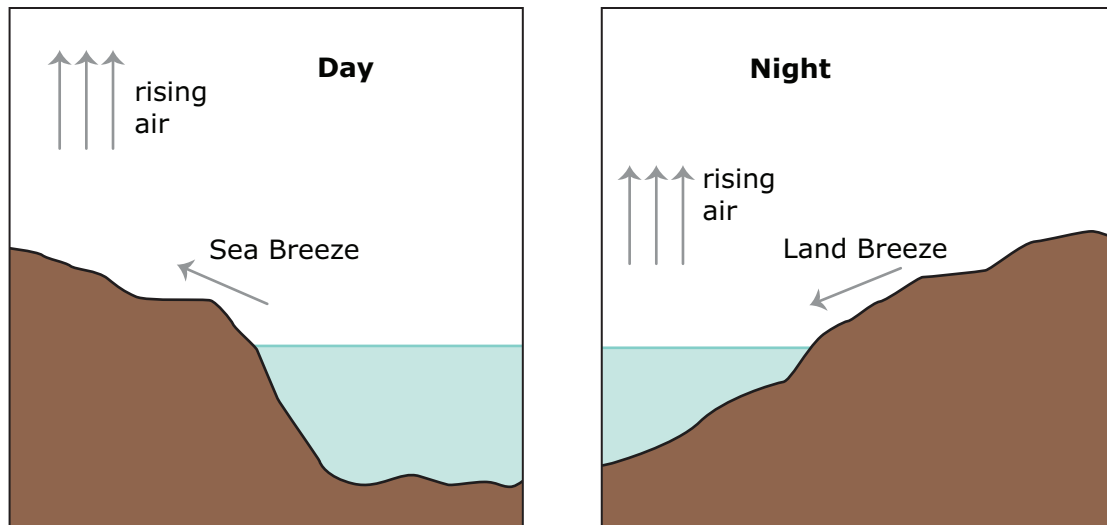 Day
rising
air
Sea Breeze
Night
rising
air
Land Breeze